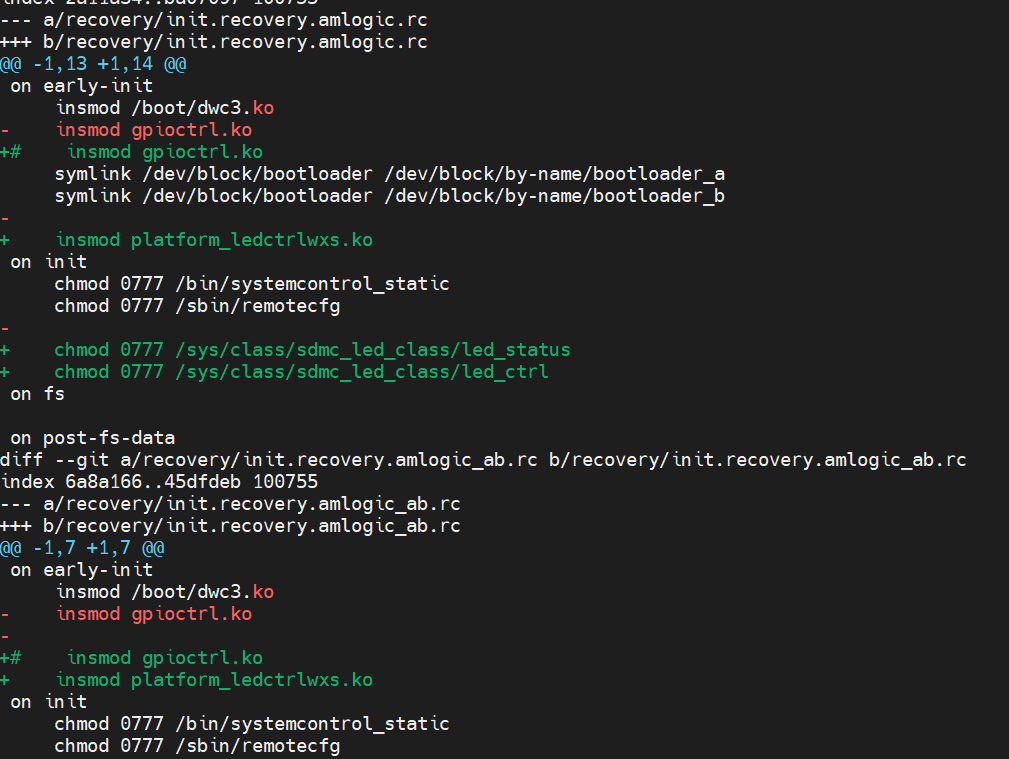 index 2a11a34..ba67697 100755
--- a/recovery/init.recovery.amlogic.rc
+++ b/recovery/init.recovery.amlogic.rc
@@ -1,13 +1,14 @@
 on early-init
     insmod /boot/dwc3.ko
-    insmod gpioctrl.ko
+#    insmod gpioctrl.ko
     symlink /dev/block/bootloader /dev/block/by-name/bootloader_a
     symlink /dev/block/bootloader /dev/block/by-name/bootloader_b
-
+    insmod platform_ledctrlwxs.ko
 on init
     chmod 0777 /bin/systemcontrol_static
     chmod 0777 /sbin/remotecfg
-
+    chmod 0777 /sys/class/sdmc_led_class/led_status
+    chmod 0777 /sys/class/sdmc_led_class/led_ctrl
 on fs
 on post-fs-data
diff --git a/recovery/init.recovery.amlogic_ab.rc b/recovery/init.recovery.amlogic_ab.rc
index 6a8a166..45dfdeb 100755
--- a/recovery/init.recovery.amlogic_ab.rc
+++ b/recovery/init.recovery.amlogic_ab.rc
@@ -1,7 +1,7 @@
 on early-init
     insmod /boot/dwc3.ko
-    insmod gpioctrl.ko
-
+#    insmod gpioctrl.ko
+    insmod platform_ledctrlwxs.ko
 on init
     chmod 0777 /bin/systemcontrol_static
     chmod 0777 /sbin/remotecfg